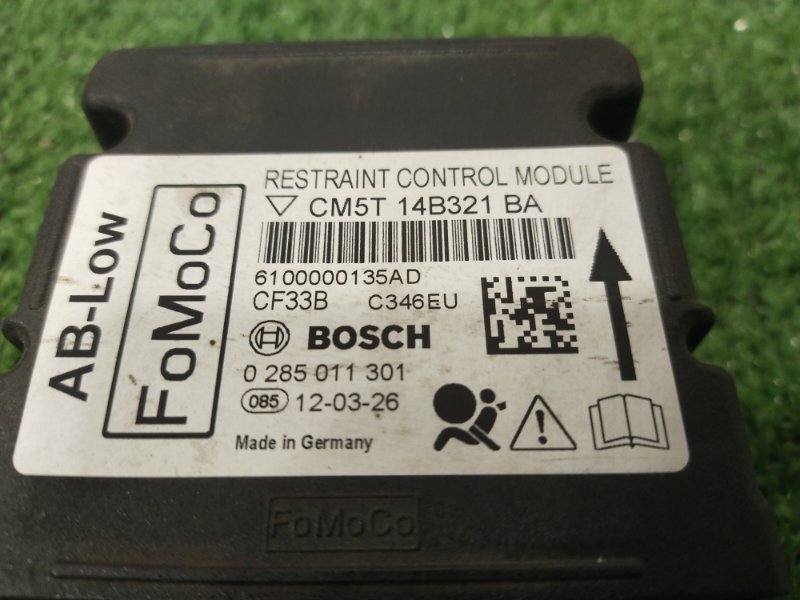 RESTRAINT CONTROL MODULE
CM5T 14B321 BA
6100000135AD
CF33B C346EU
BOSCH
0 285 011 301
085 12-03-26
Made in Germany
AB-Low
FoMoCo
FoMoCo